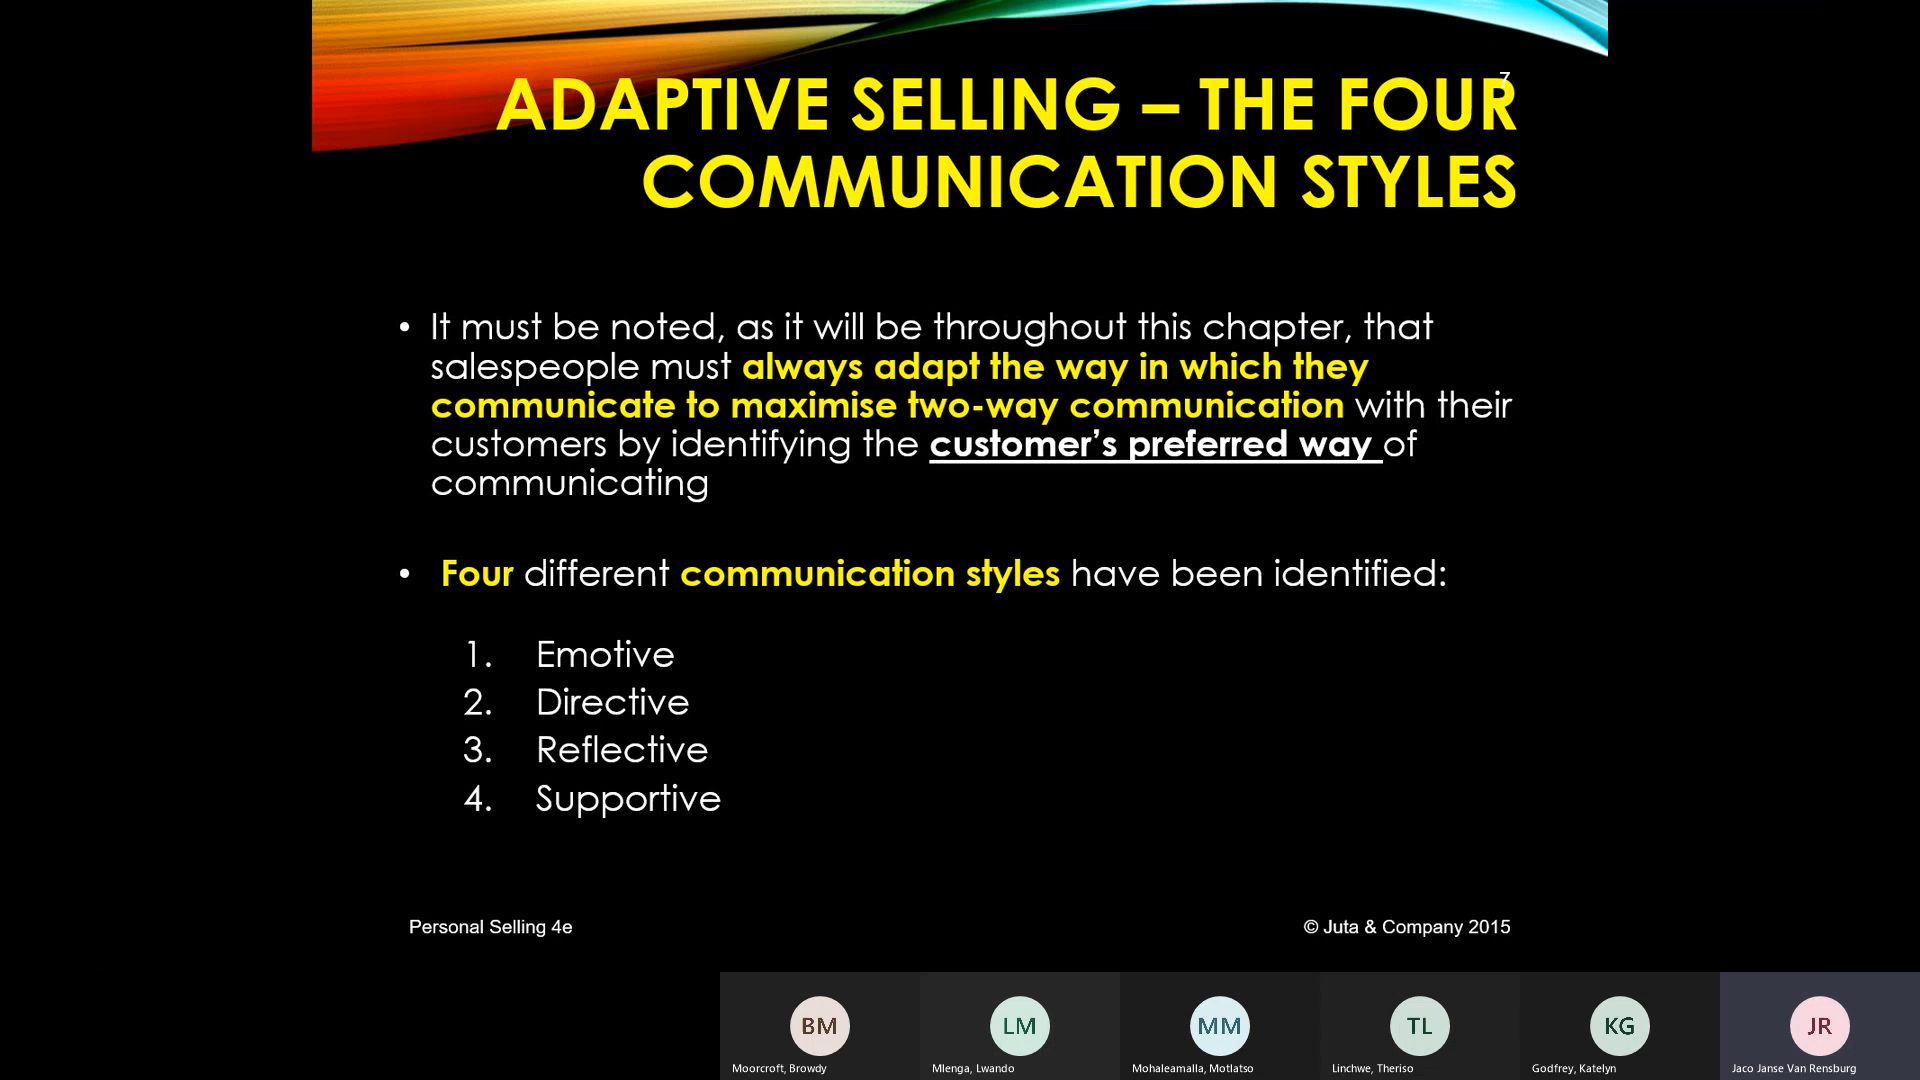 7
ADAPTIVE SELLING – THE FOUR
COMMUNICATION STYLES
• It must be noted, as it will be throughout this chapter, that
salespeople must always adapt the way in which they
communicate to maximise two-way communication with their
customers by identifying the customer’s preferred way of
communicating
• Four different communication styles have been identified:
1. Emotive
2. Directive
3. Reflective
4. Supportive
Personal Selling 4e
© Juta & Company 2015
BM
LM
MM
TL
KG
JR
Moorcroft, Browdy
Mlenga, Lwando
Mohaleamalla, Motlatso
Linchwe, Theriso
Godfrey, Katelyn
Jaco Janse Van Rensburg